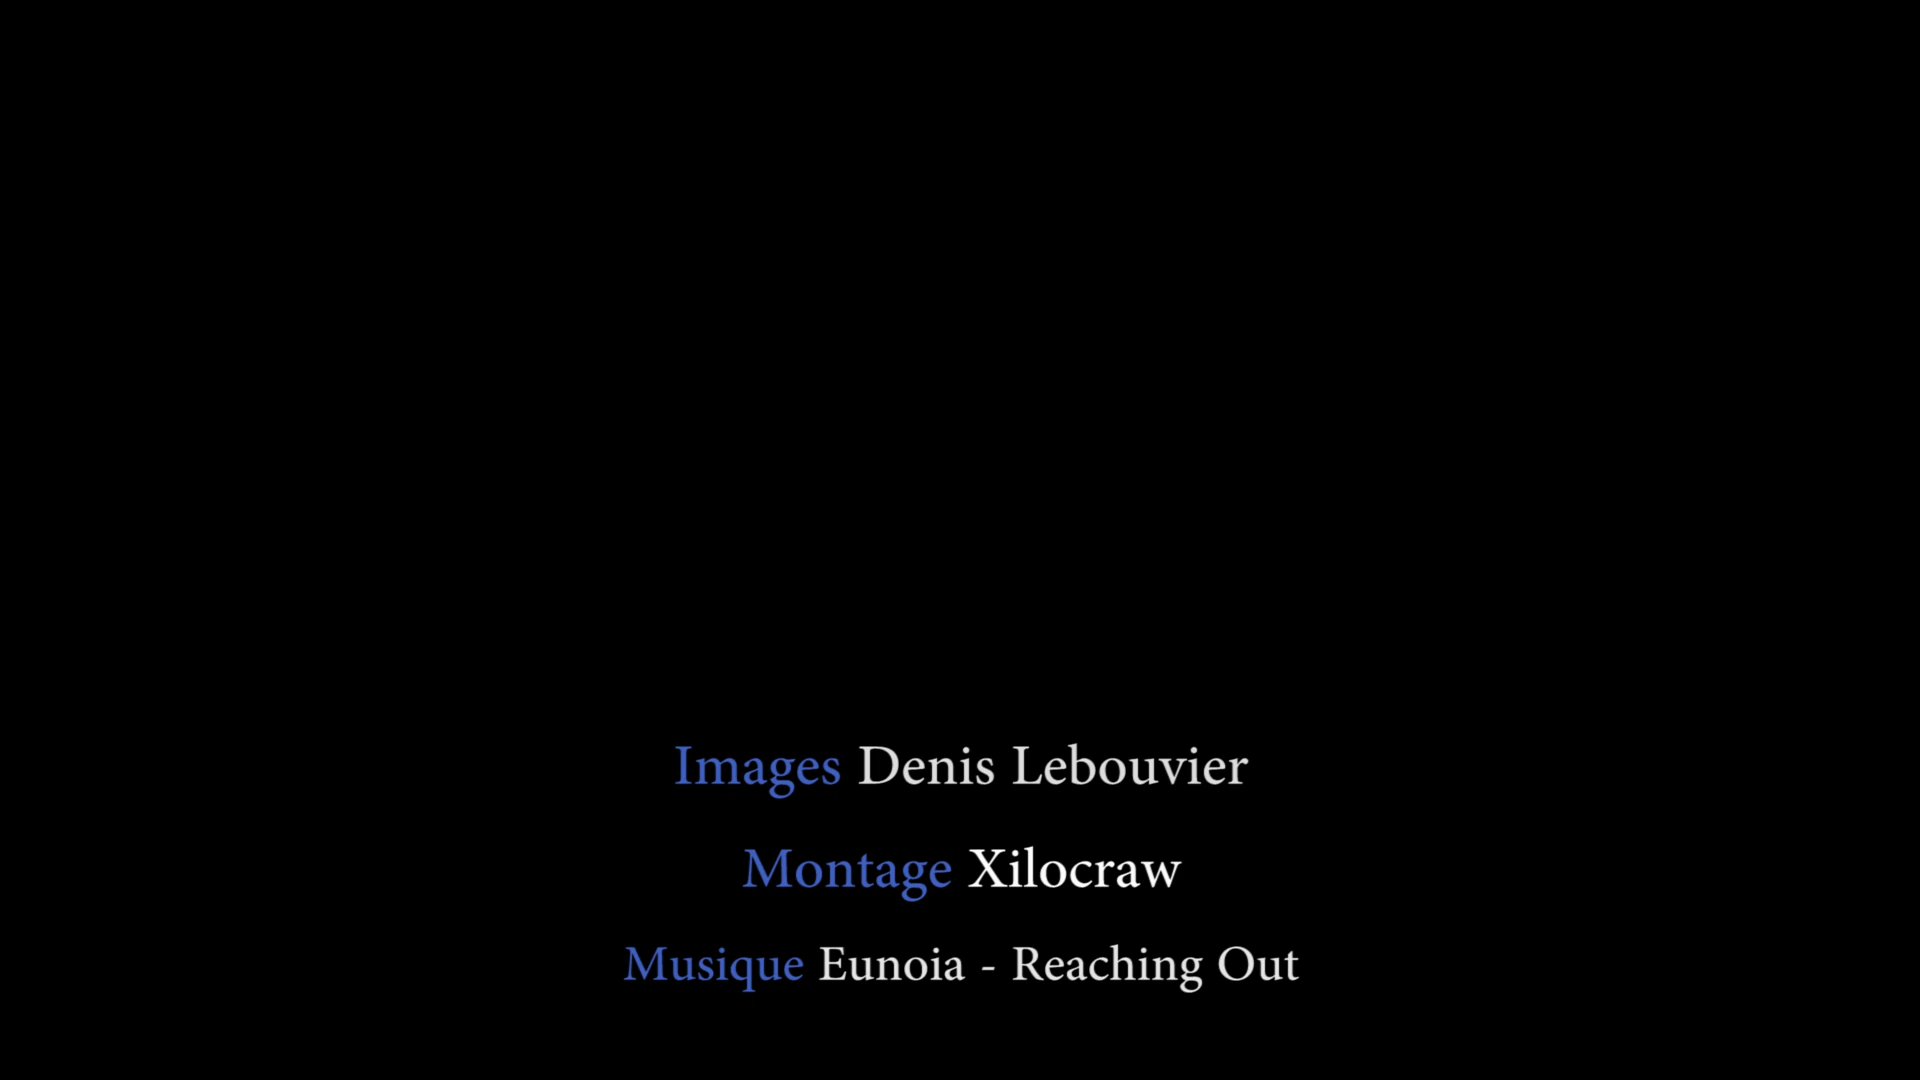 Images Denis Lebouvier
Montage Xilocraw
Musique Eunoia - Reaching Out